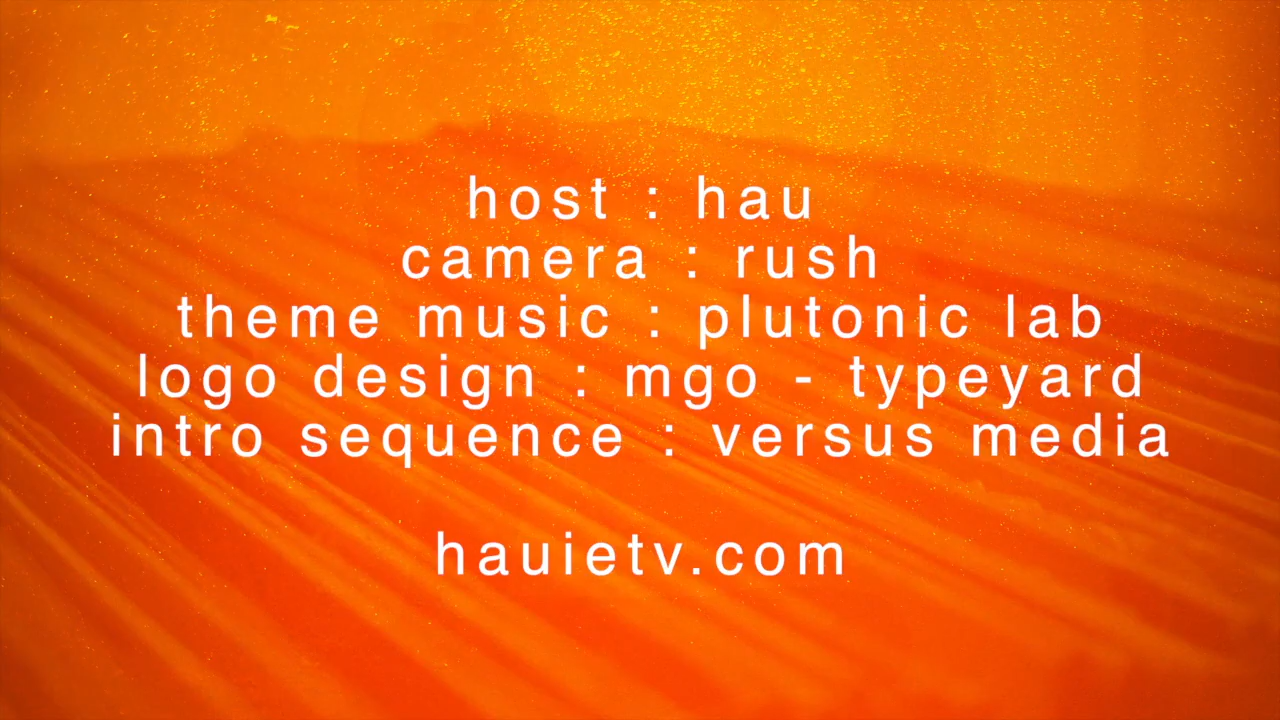 host : hau
camera : rush
theme music : plutonic lab
logo design : mgo - typeyard
intro sequence : versus media
hauietv.com